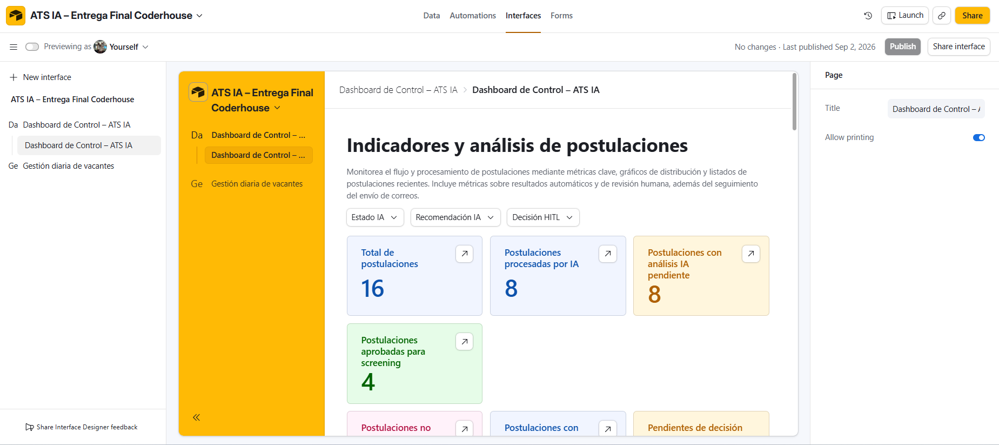 ATS IA – Entrega Final Coderhouse
Data
Automations
Interfaces
Forms
Launch
Share
Previewing as
Yourself
No changes · Last published Sep 2, 2026
Publish
Share interface
New interface
ATS IA – Entrega Final Coderhouse
Da Dashboard de Control – ATS IA
Dashboard de Control – ATS IA
Ge Gestión diaria de vacantes
Share Interface Designer feedback
ATS IA – Entrega Final
Coderhouse
Da Dashboard de Control – ...
Dashboard de Control – ...
Ge Gestión diaria de vacantes
Dashboard de Control – ATS IA
Dashboard de Control – ATS IA
Indicadores y análisis de postulaciones
Monitorea el flujo y procesamiento de postulaciones mediante métricas clave, gráficos de distribución y listados de
postulaciones recientes. Incluye métricas sobre resultados automáticos y de revisión humana, además del seguimiento
del envío de correos.
Estado IA
Recomendación IA
Decisión HITL
Total de
postulaciones
16
Postulaciones
procesadas por IA
8
Postulaciones con
análisis IA
pendiente
8
Postulaciones
aprobadas para
screening
4
Postulaciones no
Postulaciones con
Pendientes de decisión
Page
Title
Dashboard de Control –
Allow printing